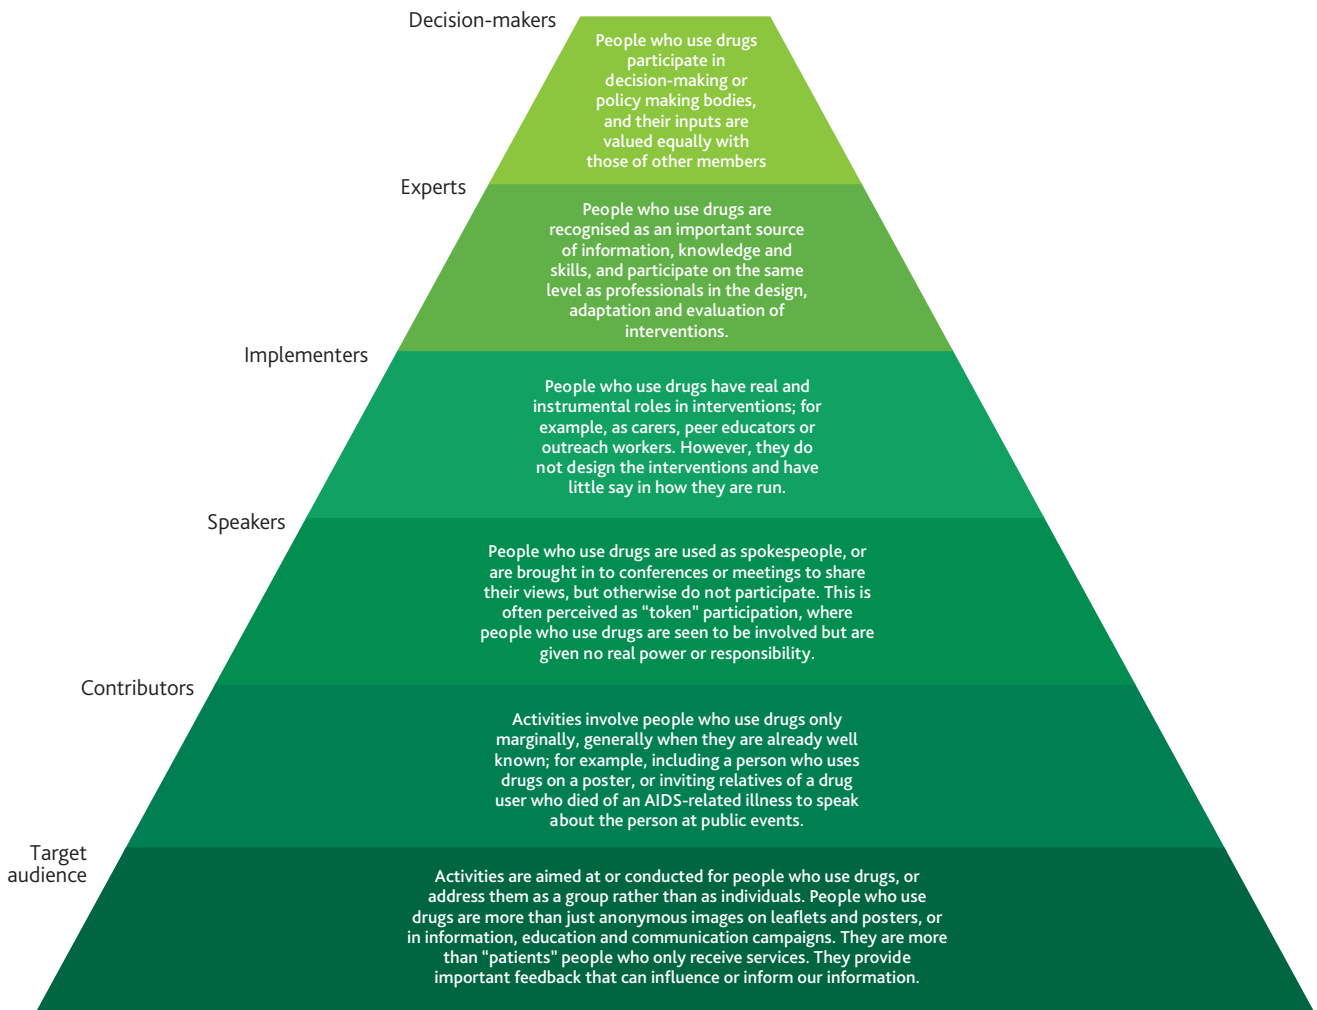 Decision-makers
People who use drugs
participate in
decision-making or
policy making bodies,
and their inputs are
valued equally with
those of other members
Experts
People who use drugs are
recognised as an important source
of information, knowledge and
skills, and participate on the same
level as professionals in the design,
adaptation and evaluation of
interventions.
Implementers
People who use drugs have real and
instrumental roles in interventions; for
example, as carers, peer educators or
outreach workers. However, they do
not design the interventions and have
little say in how they are run.
Speakers
People who use drugs are used as spokespeople, or
are brought in to conferences or meetings to share
their views, but otherwise do not participate. This is
often perceived as “token” participation, where
people who use drugs are seen to be involved but are
given no real power or responsibility.
Contributors
Activities involve people who use drugs only
marginally, generally when they are already well
known; for example, including a person who uses
drugs on a poster, or inviting relatives of a drug
user who died of an AIDS-related illness to speak
about the person at public events.
Target
audience
Activities are aimed at or conducted for people who use drugs, or
address them as a group rather than as individuals. People who use
drugs are more than just anonymous images on leaflets and posters, or
in information, education and communication campaigns. They are more
than “patients” people who only receive services. They provide
important feedback that can influence or inform our information.